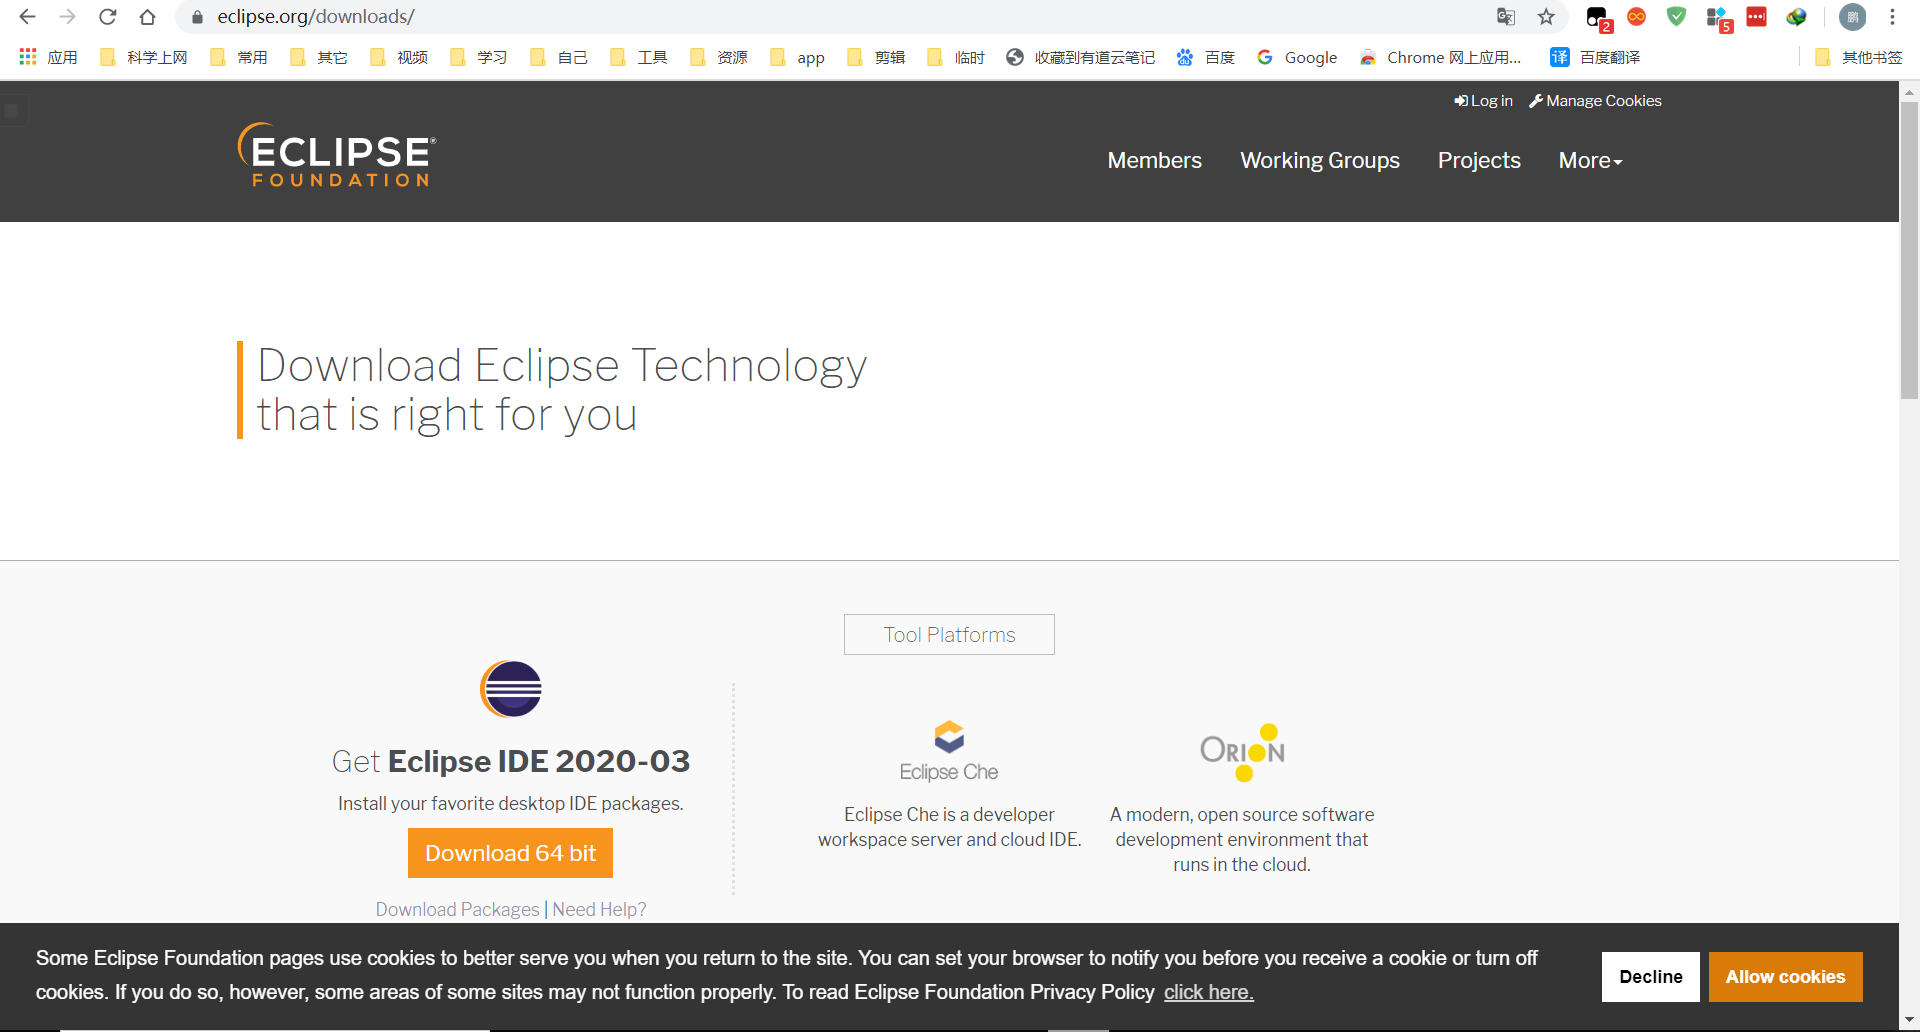 eclipse.org/downloads/
2
5
鹏
应用
科学上网
常用
其它
视频
学习
自己
工具
资源
app
剪辑
临时
收藏到有道云笔记
百度
Google
Chrome 网上应用...
译 百度翻译
其他书签
Log in
Manage Cookies
ECLIPSE®
FOUNDATION
Members
Working Groups
Projects
More
Download Eclipse Technology
that is right for you
Tool Platforms
Get Eclipse IDE 2020-03
Install your favorite desktop IDE packages.
Download 64 bit
Download Packages | Need Help?
Eclipse Che
Eclipse Che is a developer
workspace server and cloud IDE.
ORION
A modern, open source software
development environment that
runs in the cloud.
Some Eclipse Foundation pages use cookies to better serve you when you return to the site. You can set your browser to notify you before you receive a cookie or turn off
cookies. If you do so, however, some areas of some sites may not function properly. To read Eclipse Foundation Privacy Policy click here.
Decline
Allow cookies